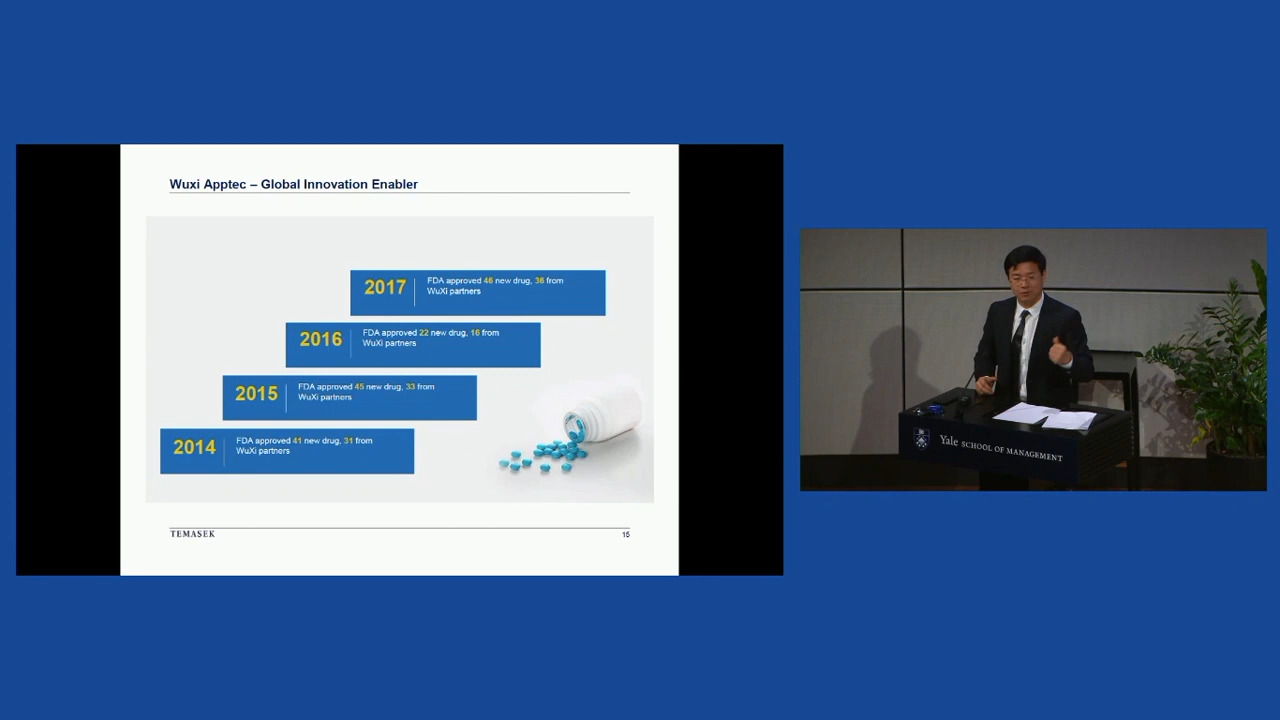 Wuxi Apptec – Global Innovation Enabler
2017
FDA approved 46 new drug, 36 from
WuXi partners
2016
FDA approved 22 new drug, 16 from
WuXi partners
2015
FDA approved 45 new drug, 33 from
WuXi partners
2014
FDA approved 41 new drug, 31 from
WuXi partners
TEMASEK
15
Yale SCHOOL OF MANAGEMENT